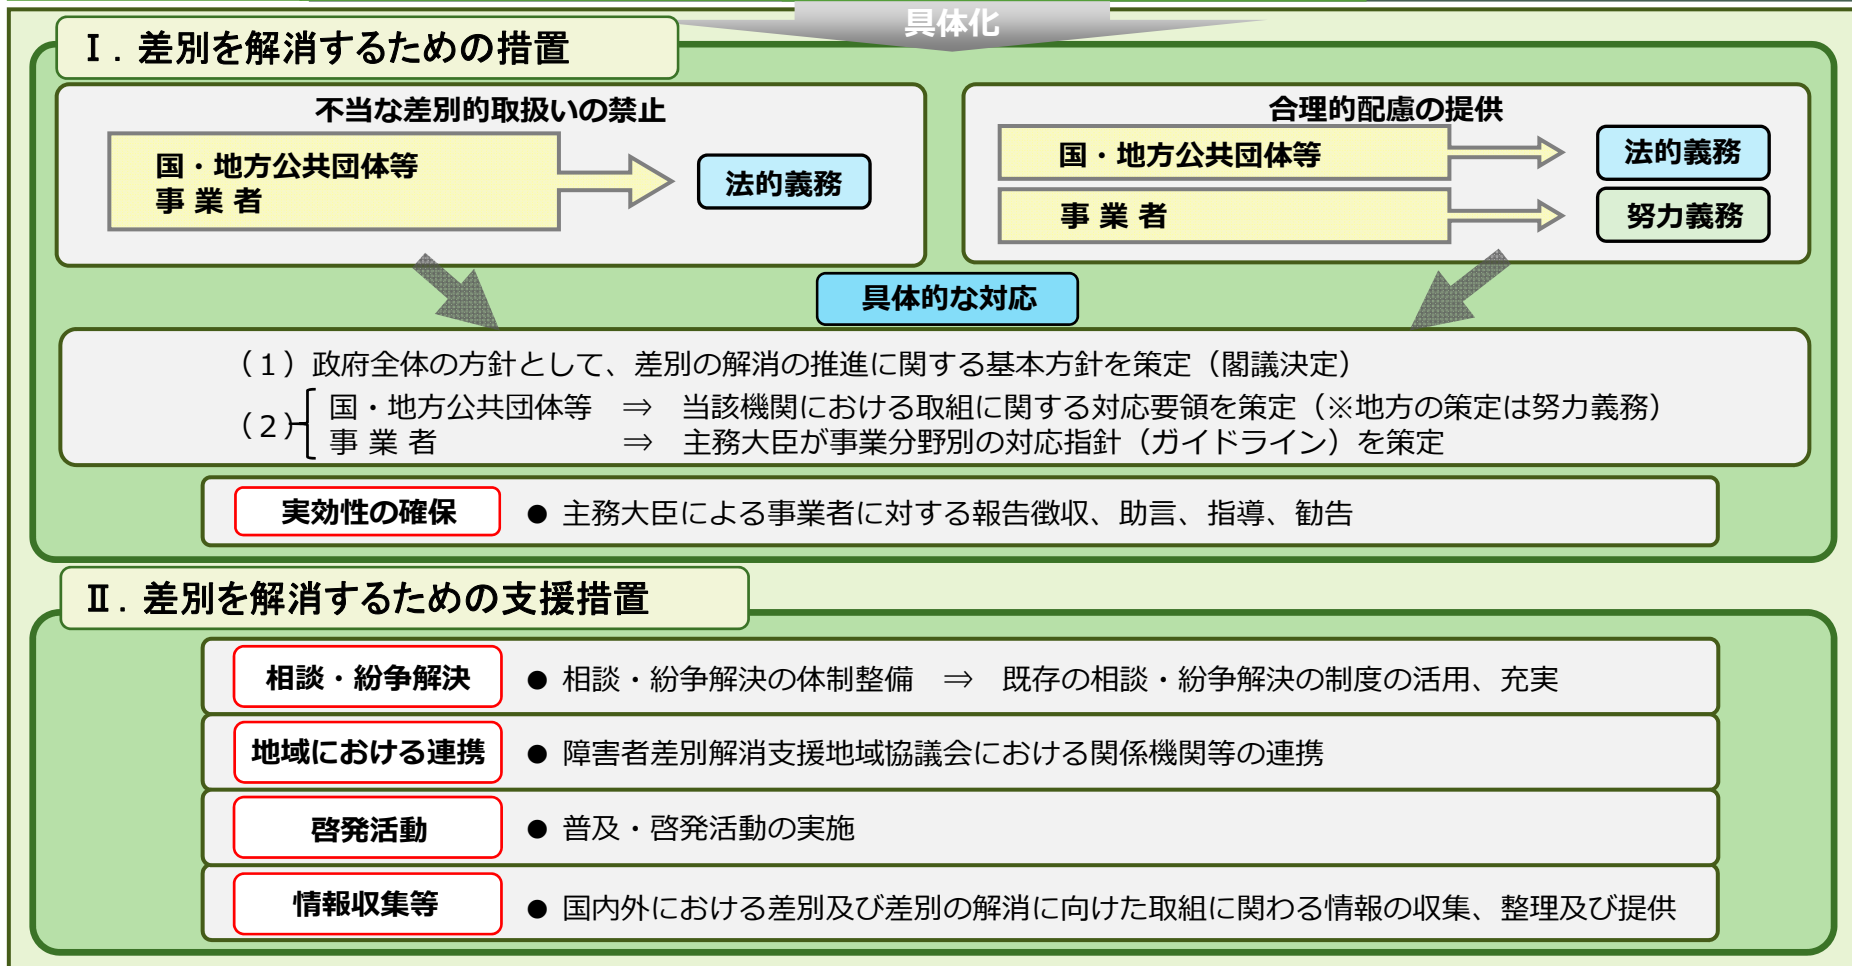 具体化
Ⅰ．差別を解消するための措置
不当な差別的取扱いの禁止
国・地方公共団体等
事 業 者
法的義務
合理的配慮の提供
国・地方公共団体等
法的義務
事 業 者
努力義務
具体的な対応
（１）政府全体の方針として、差別の解消の推進に関する基本方針を策定（閣議決定）
（２）
国・地方公共団体等　⇒　当該機関における取組に関する対応要領を策定（※地方の策定は努力義務）
事 業 者　⇒　主務大臣が事業分野別の対応指針（ガイドライン）を策定
実効性の確保
● 主務大臣による事業者に対する報告徴収、助言、指導、勧告
Ⅱ．差別を解消するための支援措置
相談・紛争解決
● 相談・紛争解決の体制整備　⇒　既存の相談・紛争解決の制度の活用、充実
地域における連携
● 障害者差別解消支援地域協議会における関係機関等の連携
啓発活動
● 普及・啓発活動の実施
情報収集等
● 国内外における差別及び差別の解消に向けた取組に関わる情報の収集、整理及び提供